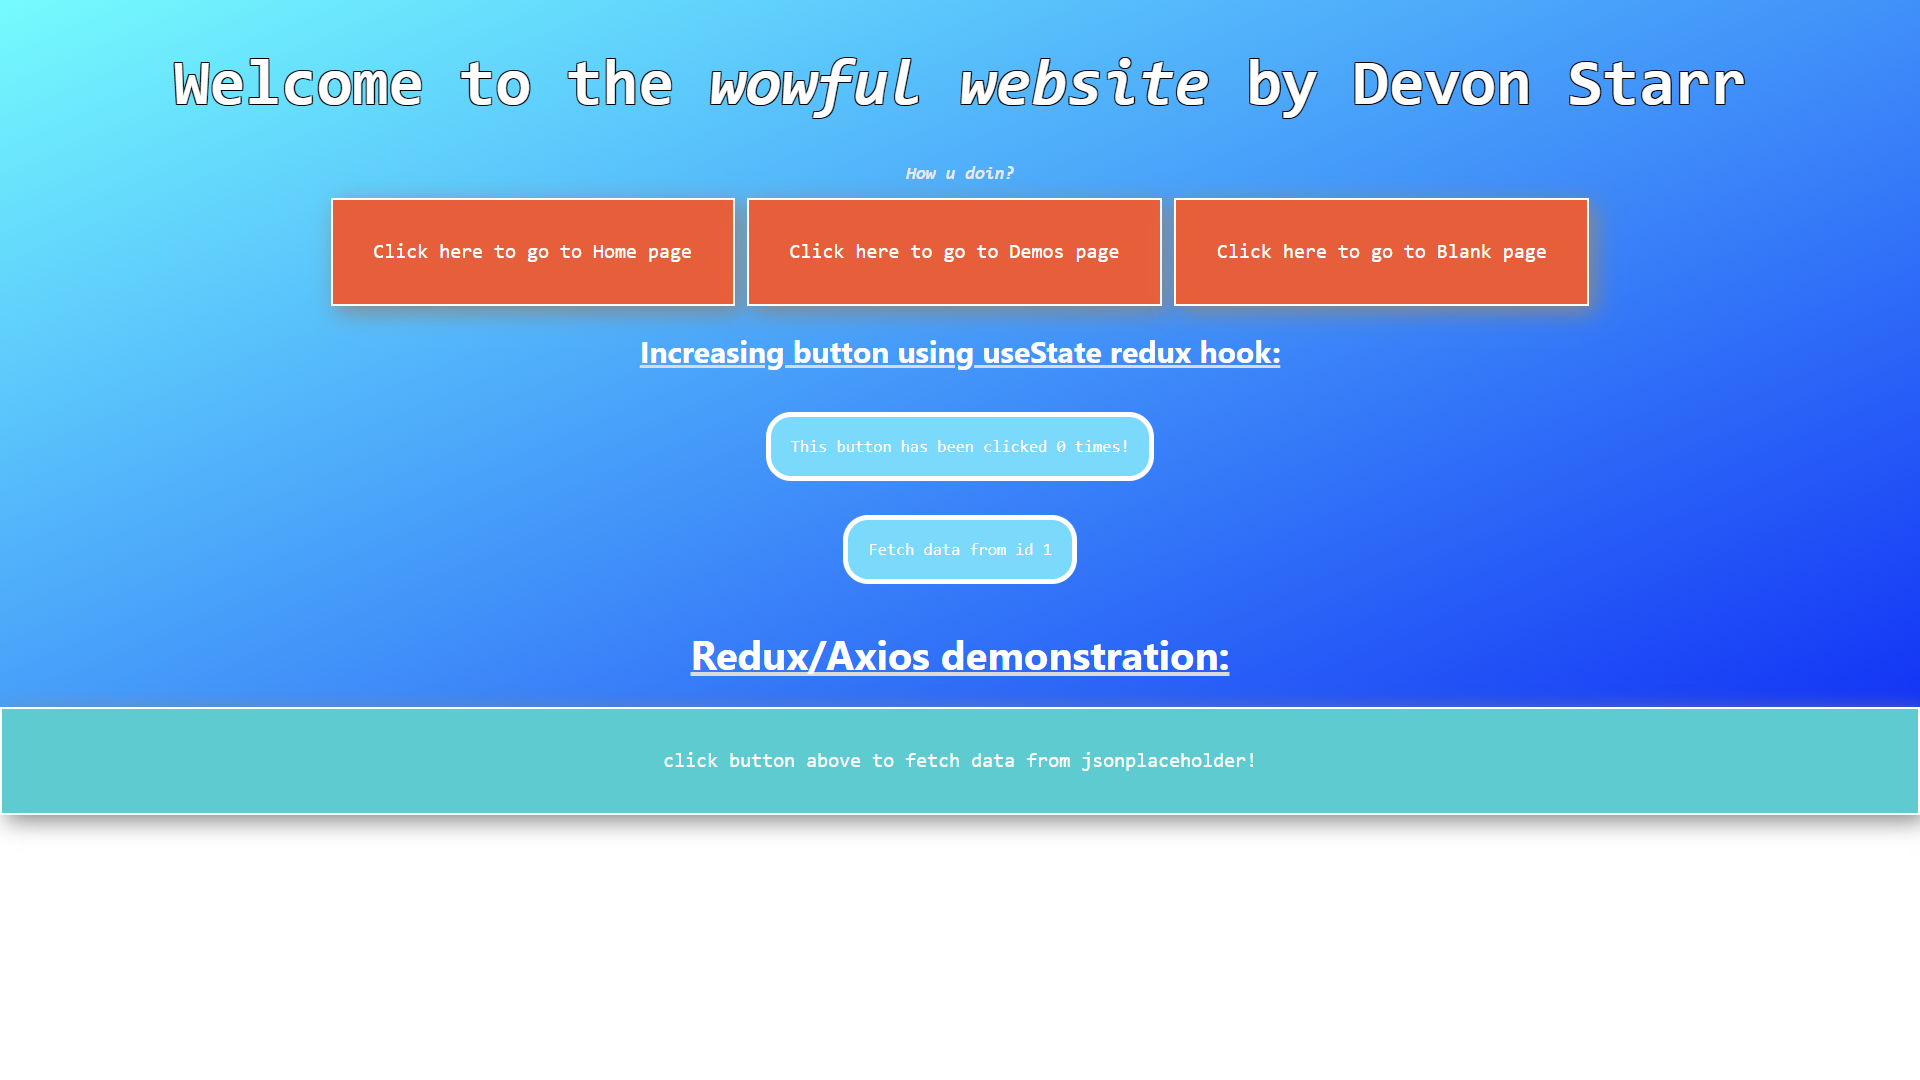 Welcome to the wowful website by Devon Starr
How u doin?
Click here to go to Home page
Click here to go to Demos page
Click here to go to Blank page
Increasing button using useState redux hook:
This button has been clicked 0 times!
Fetch data from id 1
Redux/Axios demonstration:
click button above to fetch data from jsonplaceholder!